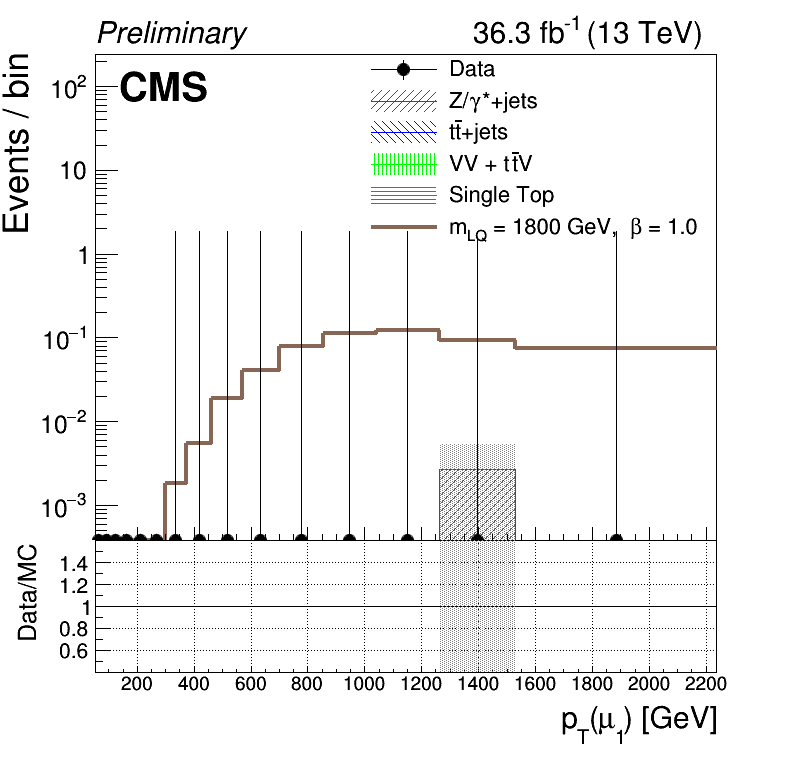 Preliminary 36.3 fb⁻¹ (13 TeV)
CMS
Data
Z/γ*+jets
tt̄+jets
VV + tt̄V
Single Top
m_LQ = 1800 GeV, β = 1.0
Events / bin
10²
10
1
10⁻¹
10⁻²
10⁻³
Data/MC
1.4
1.2
1
0.8
0.6
200 400 600 800 1000 1200 1400 1600 1800 2000 2200
p_T(μ₁) [GeV]